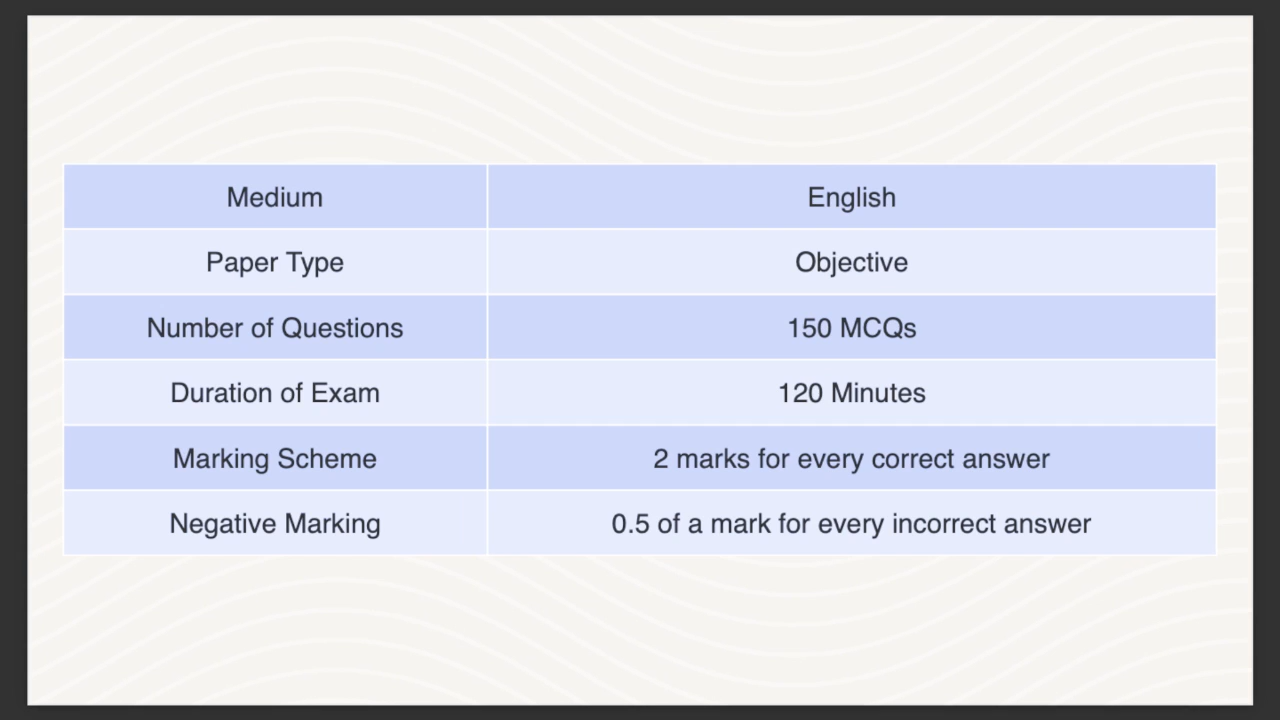 Medium English
Paper Type Objective
Number of Questions 150 MCQs
Duration of Exam 120 Minutes
Marking Scheme 2 marks for every correct answer
Negative Marking 0.5 of a mark for every incorrect answer